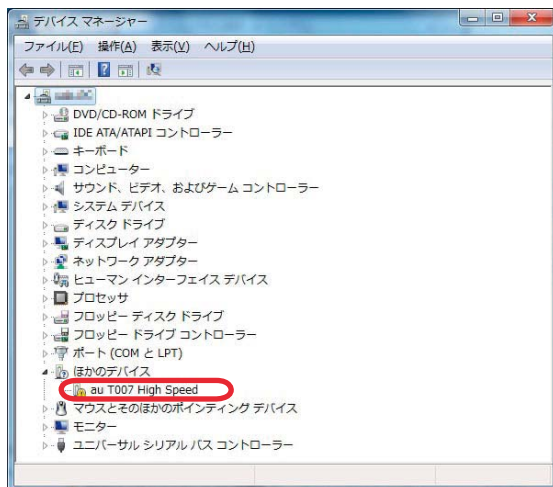 デバイス マネージャー
ファイル(F) 操作(A) 表示(V) ヘルプ(H)
DVD/CD-ROM ドライブ
IDE ATA/ATAPI コントローラー
キーボード
コンピューター
サウンド、ビデオ、およびゲーム コントローラー
システム デバイス
ディスク ドライブ
ディスプレイ アダプター
ネットワーク アダプター
ヒューマン インターフェイス デバイス
プロセッサ
フロッピー ディスク ドライブ
フロッピー ドライブ コントローラー
ポート (COM と LPT)
ほかのデバイス
au T007 High Speed
マウスとそのほかのポインティング デバイス
モニター
ユニバーサル シリアル バス コントローラー